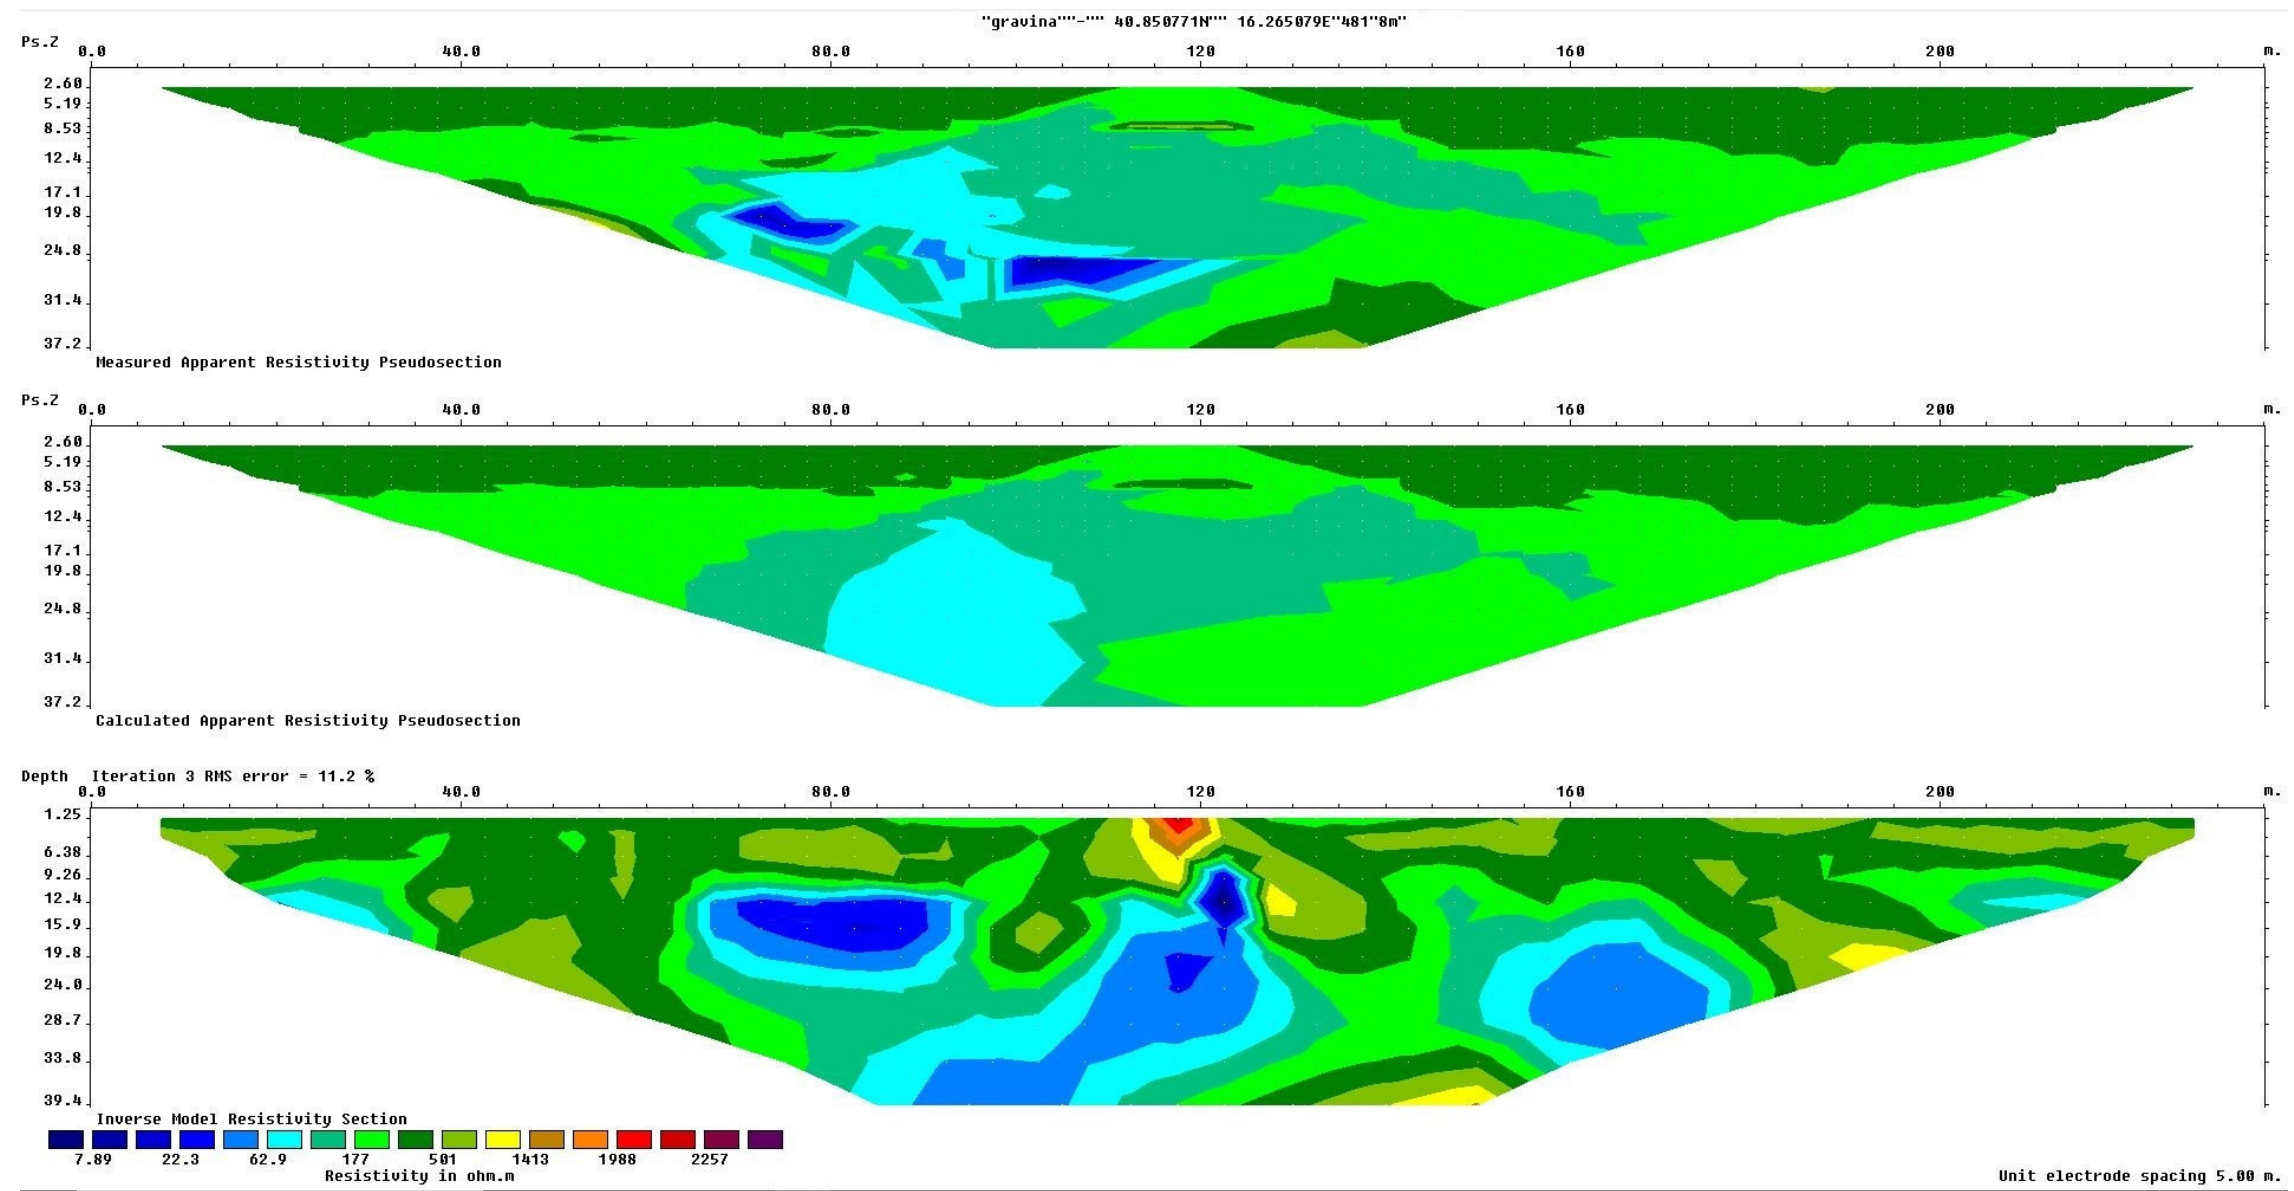 "gravina""-"" 40.850771N"" 16.265079E"481"8m"
Ps.Z 0.0 40.0 80.0 120 160 200 m.
2.60
5.19
8.53
12.4
17.1
19.8
24.8
31.4
37.2
Measured Apparent Resistivity Pseudosection
Ps.Z 0.0 40.0 80.0 120 160 200 m.
2.60
5.19
8.53
12.4
17.1
19.8
24.8
31.4
37.2
Calculated Apparent Resistivity Pseudosection
Depth Iteration 3 RMS error = 11.2 %
0.0 40.0 80.0 120 160 200 m.
1.25
6.38
9.26
12.4
15.9
19.8
24.0
28.7
33.8
39.4
Inverse Model Resistivity Section
7.89 22.3 62.9 177 501 1413 1988 2257
Resistivity in ohm.m
Unit electrode spacing 5.00 m.